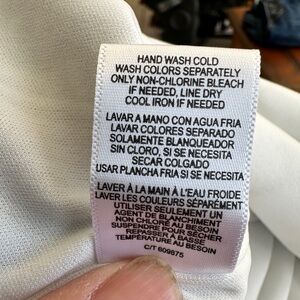 HAND WASH COLD
WASH COLORS SEPARATELY
ONLY NON-CHLORINE BLEACH
IF NEEDED, LINE DRY
COOL IRON IF NEEDED
LAVAR A MANO CON AGUA FRIA
LAVAR COLORES SEPARADO
SOLAMENTE BLANQUEADOR
SIN CLORO, SI SE NECESITA
SECAR COLGADO
USAR PLANCHA FRIA SI SE NECESITA
LAVER À LA MAIN À L'EAU FROIDE
LAVER LES COULEURS SÉPARÉMENT
UTILISER SEULEMENT UN
AGENT DE BLANCHIMENT
NON CHLORE AU BESOIN
SUSPENDRE POUR SÉCHER
REPASSER À BASSE
TEMPÉRATURE AU BESOIN
C/T 609875